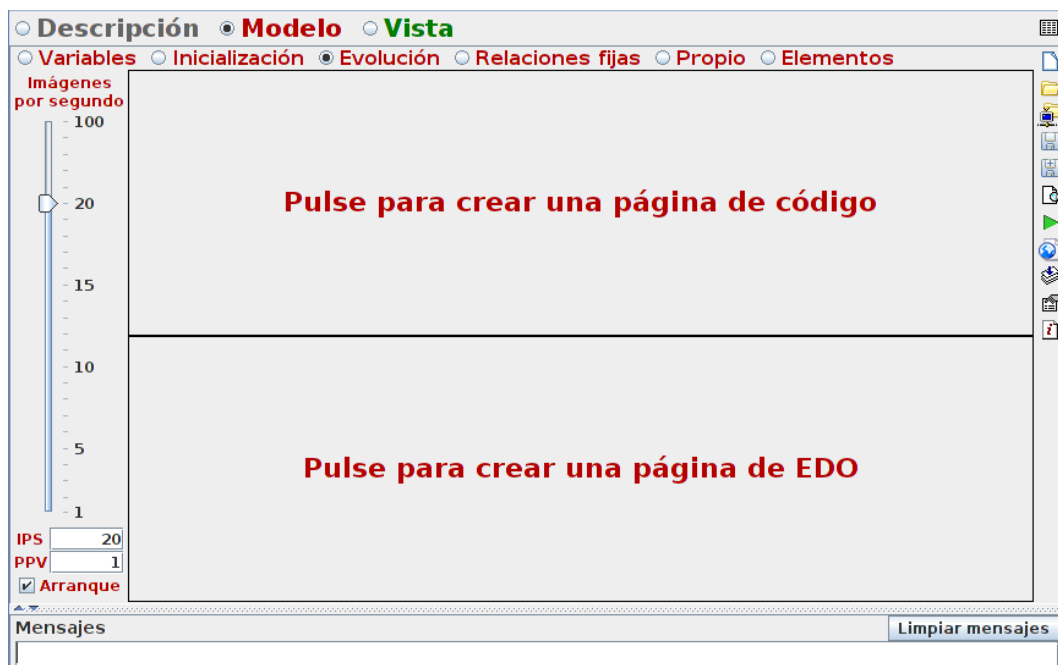 Descripción Modelo Vista
Variables Inicialización Evolución Relaciones fijas Propio Elementos
Imágenes
por segundo
100
20
15
10
5
1
IPS 20
PPV 1
Arranque
Pulse para crear una página de código
Pulse para crear una página de EDO
Mensajes Limpiar mensajes